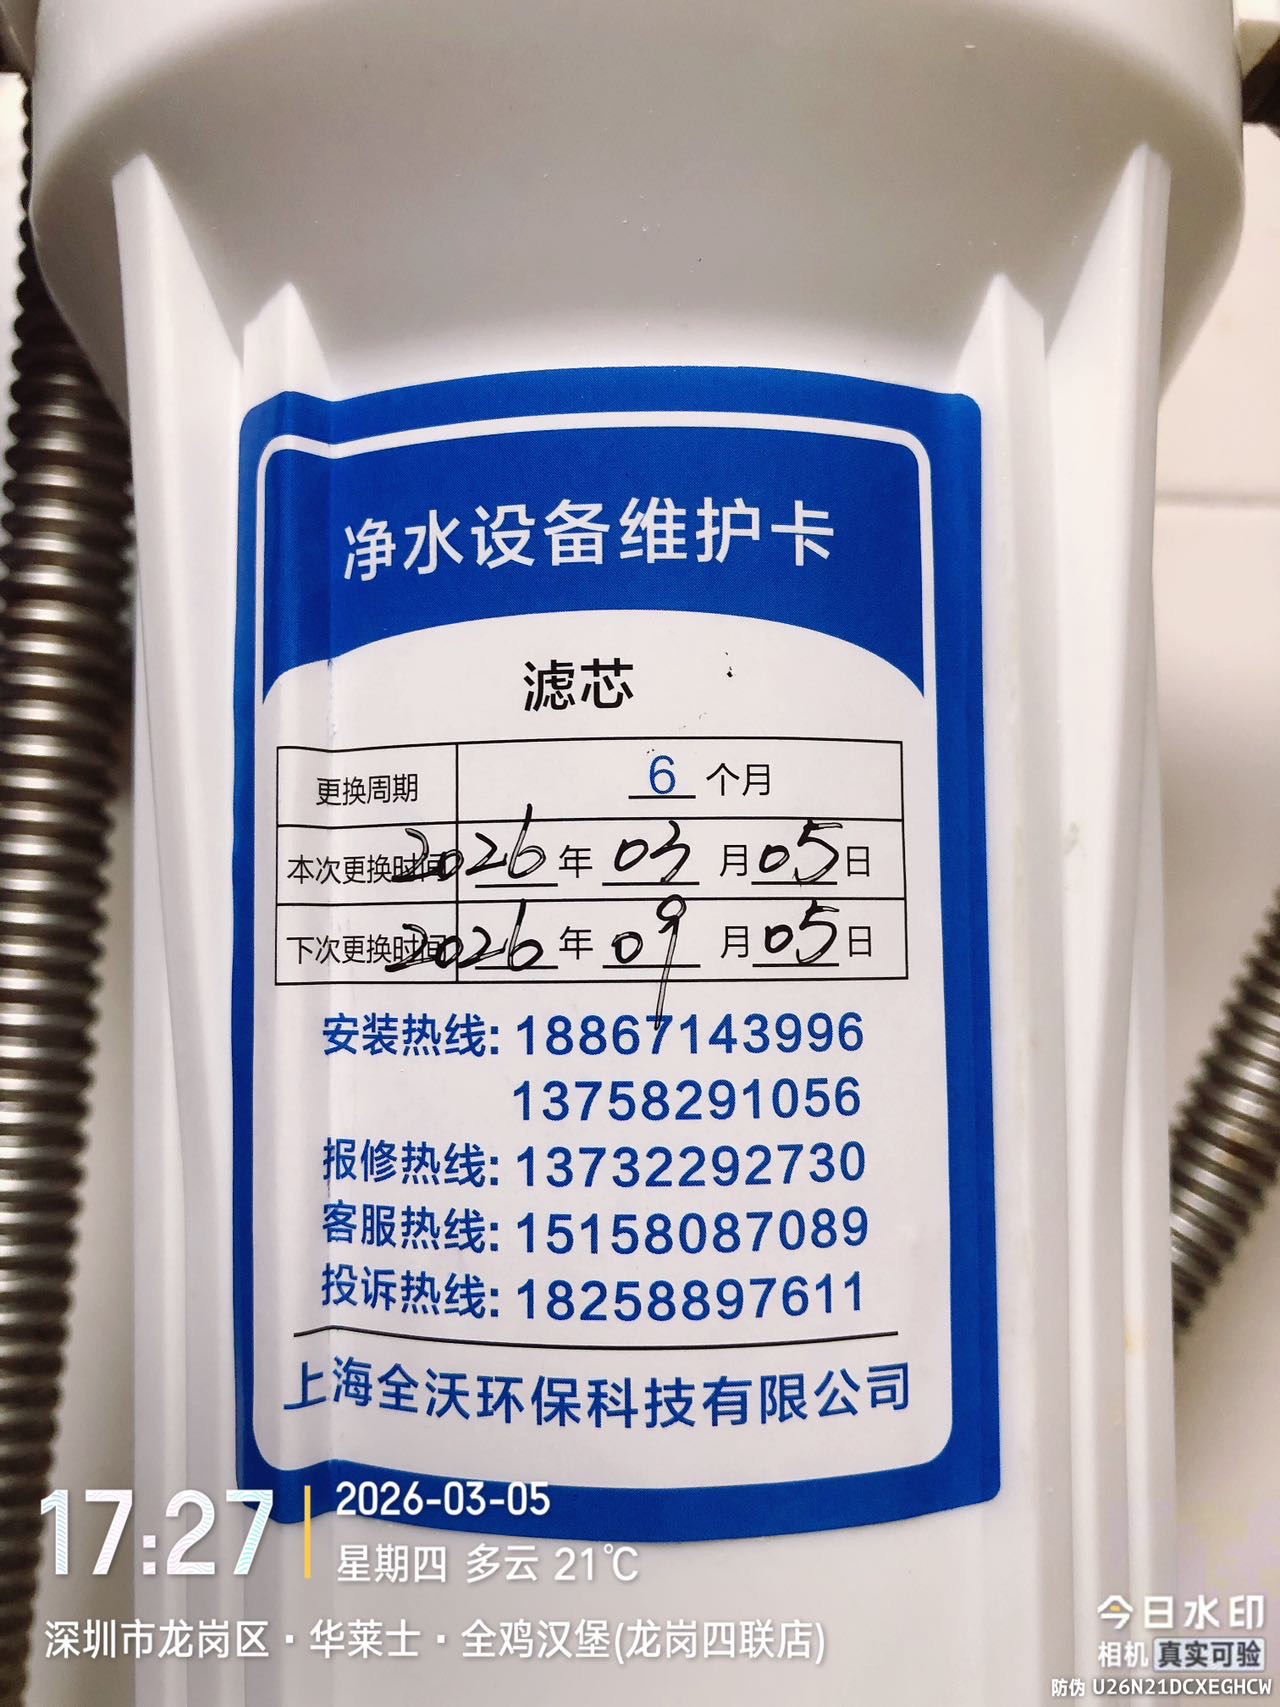 净水设备维护卡
滤芯
更换周期 6 个月
本次更换时间 2026 年 03 月 05 日
下次更换时间 2026 年 09 月 05 日
安装热线: 18867143996
13758291056
报修热线: 13732292730
客服热线: 15158087089
投诉热线: 18258897611
上海全沃环保科技有限公司
17:27
2026-03-05
星期四 多云 21℃
深圳市龙岗区·华莱士·全鸡汉堡(龙岗四联店)
今日水印
相机 真实可验
防伪 U26N21DCXEGHCW